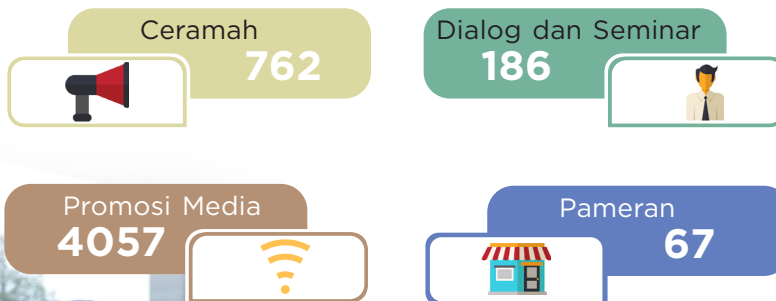 Ceramah
762
Dialog dan Seminar
186
Promosi Media
4057
Pameran
67